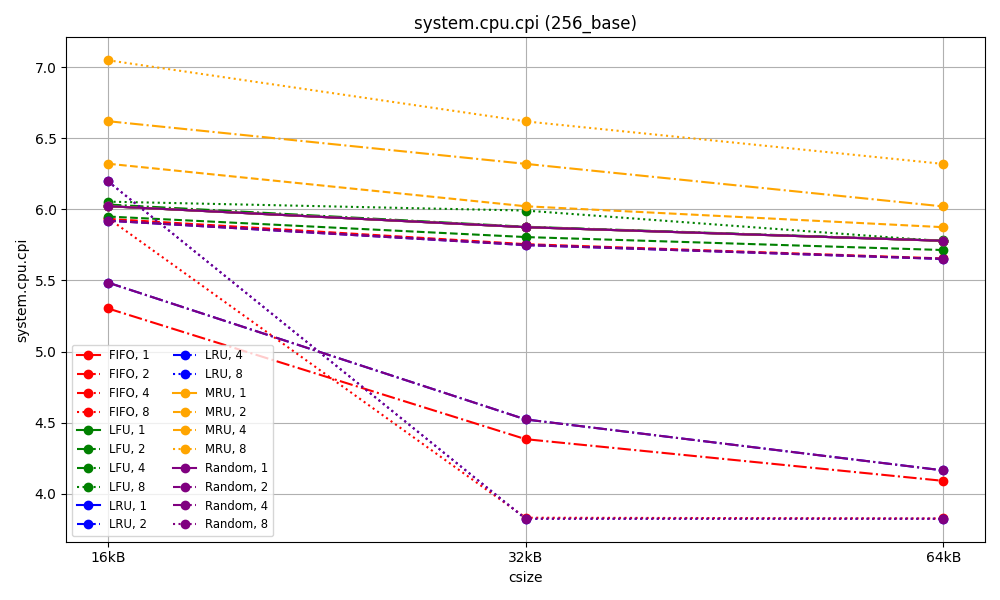 system.cpu.cpi (256_base)
system.cpu.cpi
7.0
6.5
6.0
5.5
5.0
4.5
4.0
FIFO, 1
FIFO, 2
FIFO, 4
FIFO, 8
LFU, 1
LFU, 2
LFU, 4
LFU, 8
LRU, 1
LRU, 2
LRU, 4
LRU, 8
MRU, 1
MRU, 2
MRU, 4
MRU, 8
Random, 1
Random, 2
Random, 4
Random, 8
16kB
32kB
64kB
csize